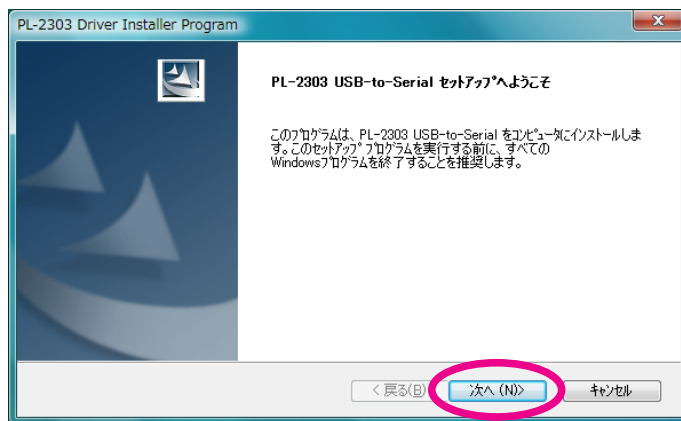 PL-2303 Driver Installer Program
PL-2303 USB-to-Serial ｾｯﾄｱｯﾌﾟへようこそ
このﾌﾟﾛｸﾞﾗﾑは、PL-2303 USB-to-Serial をｺﾝﾋﾟｭｰﾀにｲﾝｽﾄｰﾙしま
す。このｾｯﾄｱｯﾌﾟ ﾌﾟﾛｸﾞﾗﾑを実行する前に、すべての
Windowsﾌﾟﾛｸﾞﾗﾑを終了することを推奨します。
< 戻る(B) 次へ (N)> ｷｬﾝｾﾙ